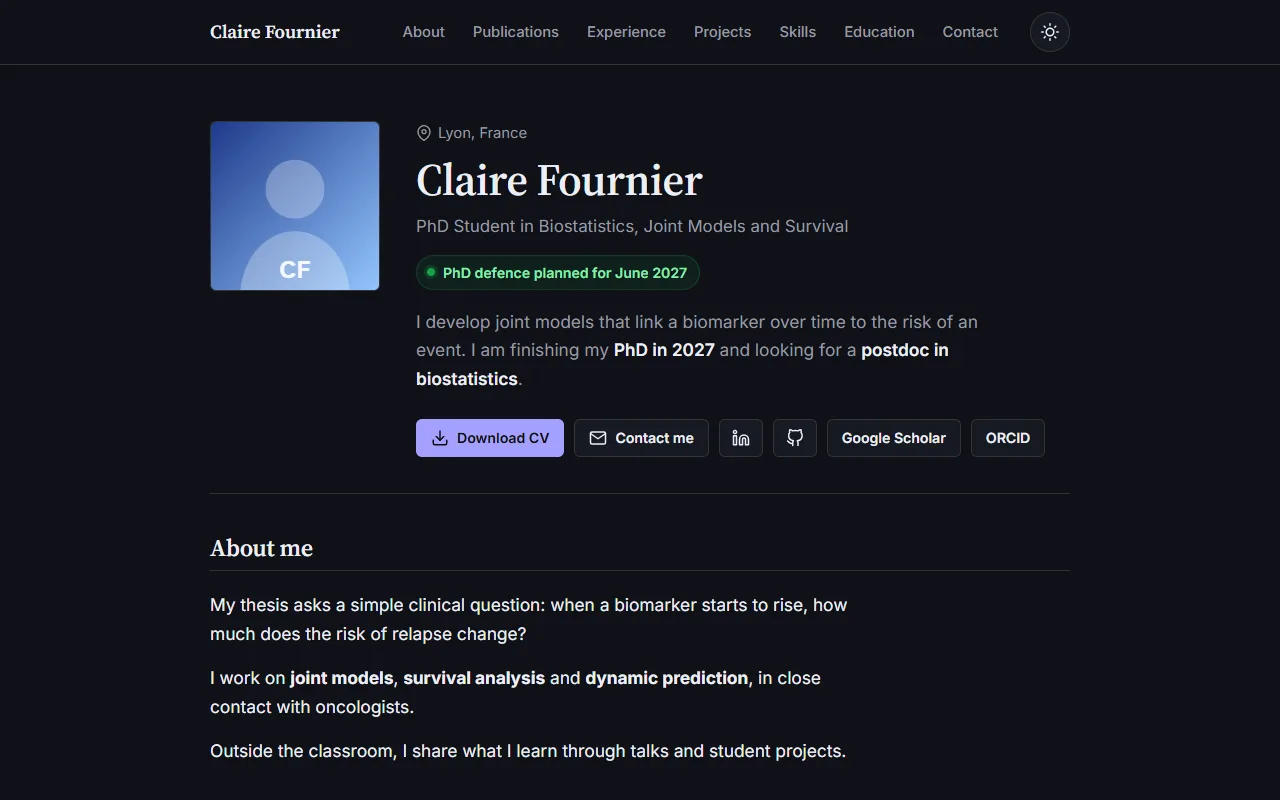 Claire Fournier
About
Publications
Experience
Projects
Skills
Education
Contact
CF
Lyon, France
Claire Fournier
PhD Student in Biostatistics, Joint Models and Survival
PhD defence planned for June 2027
I develop joint models that link a biomarker over time to the risk of an
event. I am finishing my PhD in 2027 and looking for a postdoc in
biostatistics.
Download CV
Contact me
Google Scholar
ORCID
About me
My thesis asks a simple clinical question: when a biomarker starts to rise, how
much does the risk of relapse change?
I work on joint models, survival analysis and dynamic prediction, in close
contact with oncologists.
Outside the classroom, I share what I learn through talks and student projects.